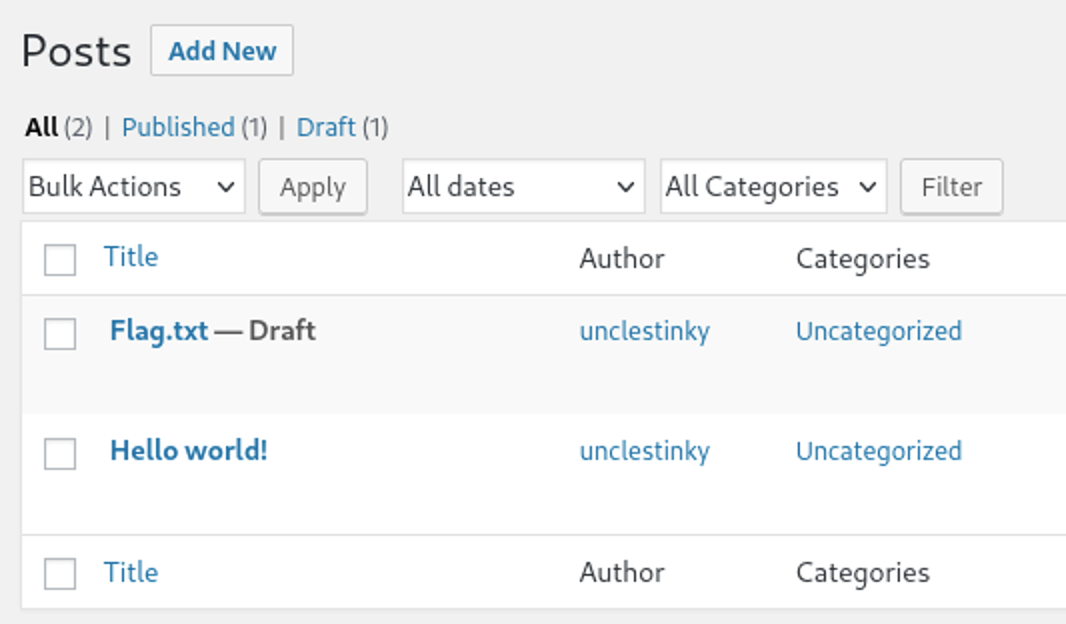 Posts Add New
All (2) | Published (1) | Draft (1)
Bulk Actions Apply All dates All Categories Filter
Title Author Categories
Flag.txt — Draft unclestinky Uncategorized
Hello world! unclestinky Uncategorized
Title Author Categories